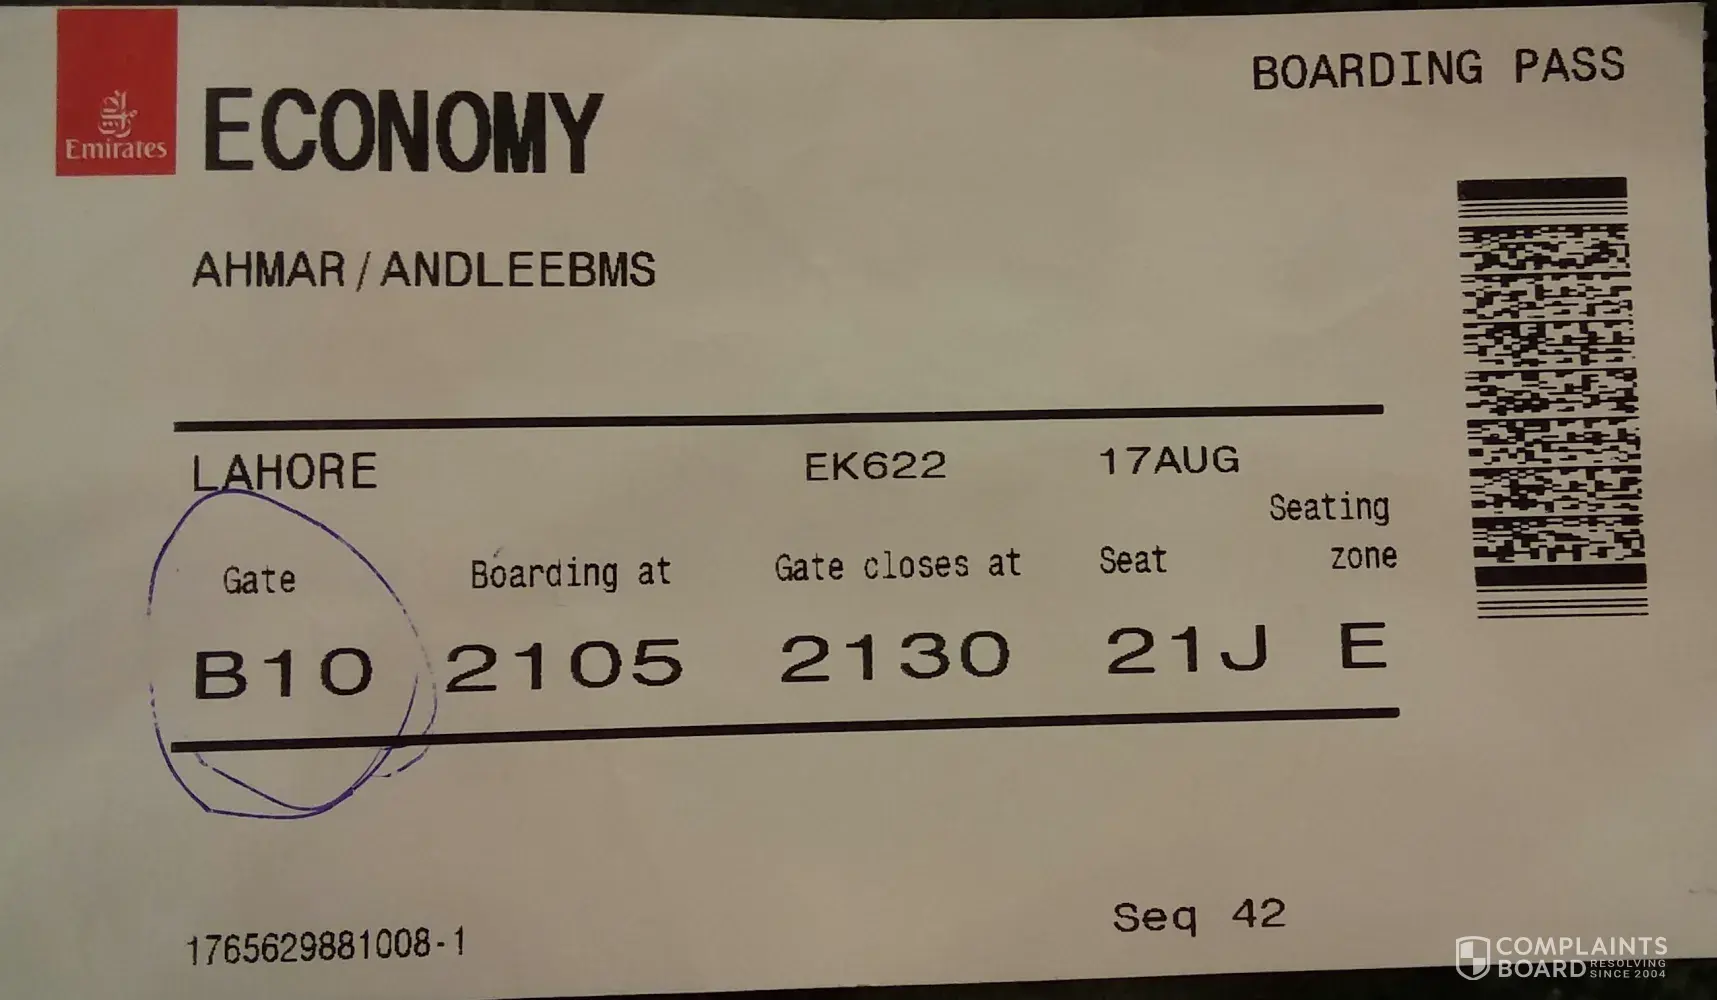 BOARDING PASS
Emirates
ECONOMY
AHMAR/ANDLEEBMS
LAHORE EK622 17AUG
Gate Boarding at Gate closes at Seat Seating zone
B10 2105 2130 21J E
Seq 42
1765629881008-1
COMPLAINTS
BOARD RESOLVING SINCE 2004